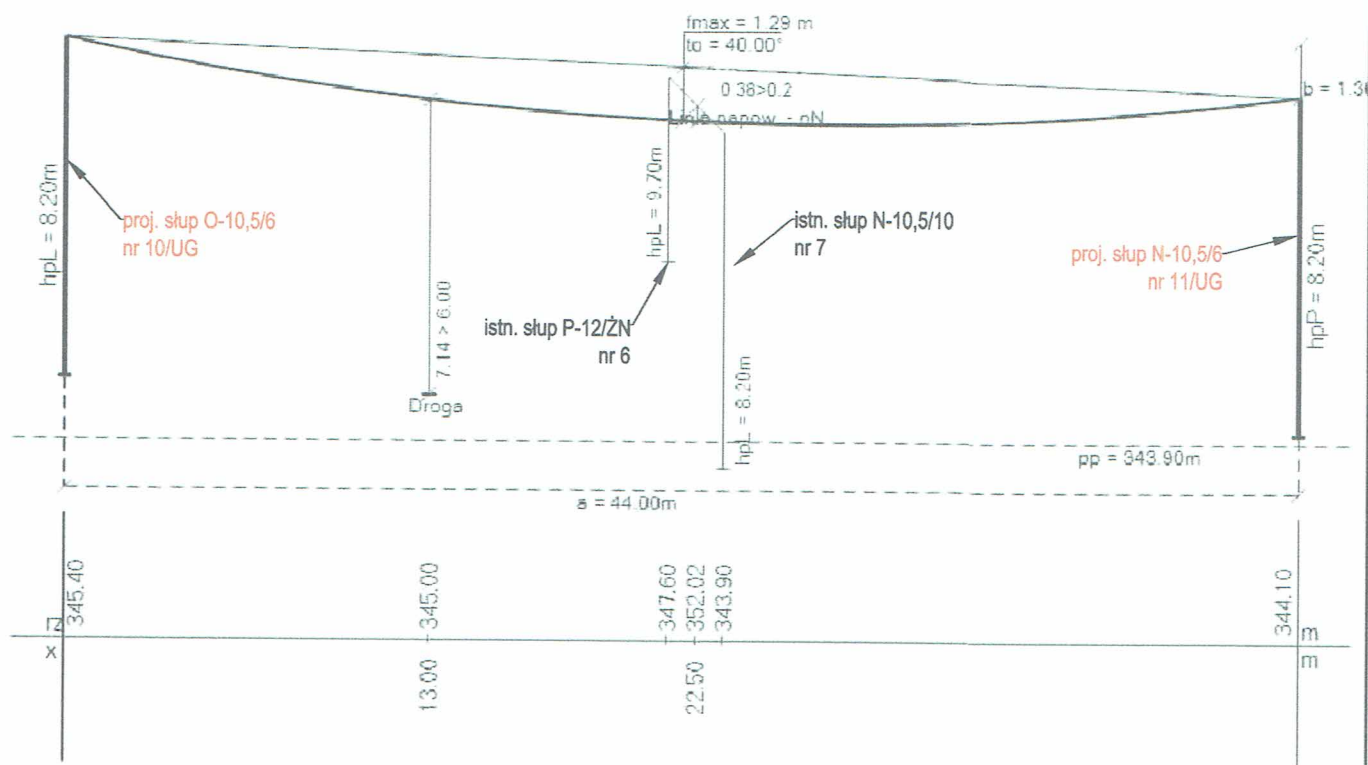 fmax = 1.29 m
to = 40.00°
0.38>0.2
Linia napow. - nN
hpL = 8.20m
proj. słup O-10,5/6
nr 10/UG
hpL = 9.70m
istn. słup N-10,5/10
nr 7
proj. słup N-10,5/6
nr 11/UG
hpP = 8.20m
7.14 > 6.00
istn. słup P-12/ŻN
nr 6
Droga
hpL = 8.20m
pp = 343.90m
a = 44.00m
345.40
345.00
347.60
352.02
343.90
344.10
rz
m
x
m
13.00
22.50